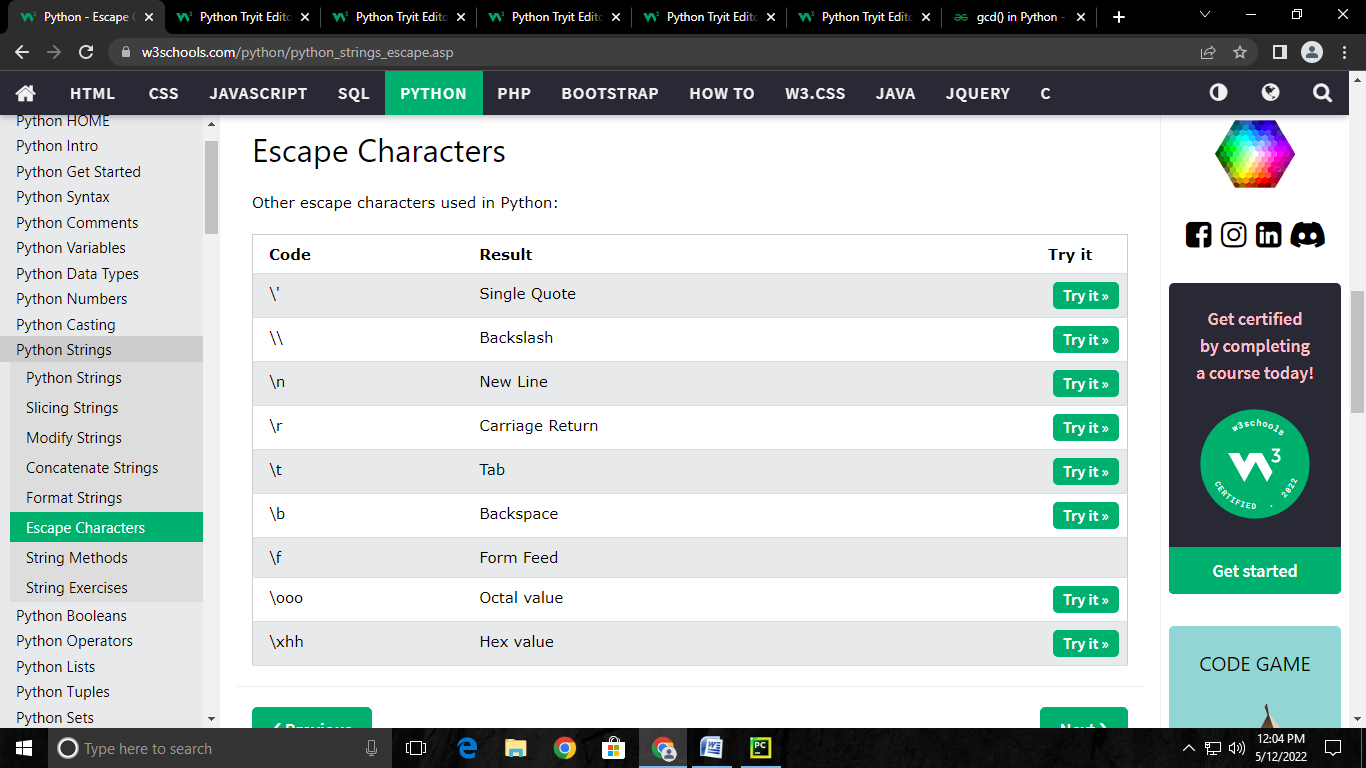 Python - Escape C
Python Tryit Edito
Python Tryit Edito
Python Tryit Edito
Python Tryit Edito
Python Tryit Edito
gcd() in Python -
w3schools.com/python/python_strings_escape.asp
HTML CSS JAVASCRIPT SQL PYTHON PHP BOOTSTRAP HOW TO W3.CSS JAVA JQUERY C
Python HOME
Python Intro
Python Get Started
Python Syntax
Python Comments
Python Variables
Python Data Types
Python Numbers
Python Casting
Python Strings
Python Strings
Slicing Strings
Modify Strings
Concatenate Strings
Format Strings
Escape Characters
String Methods
String Exercises
Python Booleans
Python Operators
Python Lists
Python Tuples
Python Sets
Escape Characters
Other escape characters used in Python:
Code Result Try it
\' Single Quote Try it »
\\ Backslash Try it »
\n New Line Try it »
\r Carriage Return Try it »
\t Tab Try it »
\b Backspace Try it »
\f Form Feed
\ooo Octal value Try it »
\xhh Hex value Try it »
❮ Previous
Next ❯
Get certified
by completing
a course today!
w3schools
3
CERTIFIED . 2022
Get started
CODE GAME
Type here to search
12:04 PM
5/12/2022